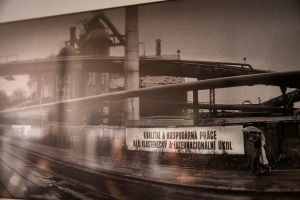 KVALITNÍ A HOSPODÁRNÁ PRÁCE
NÁŠ VLASTENECKÝ A INTERNACIONÁLNÍ ÚKOL